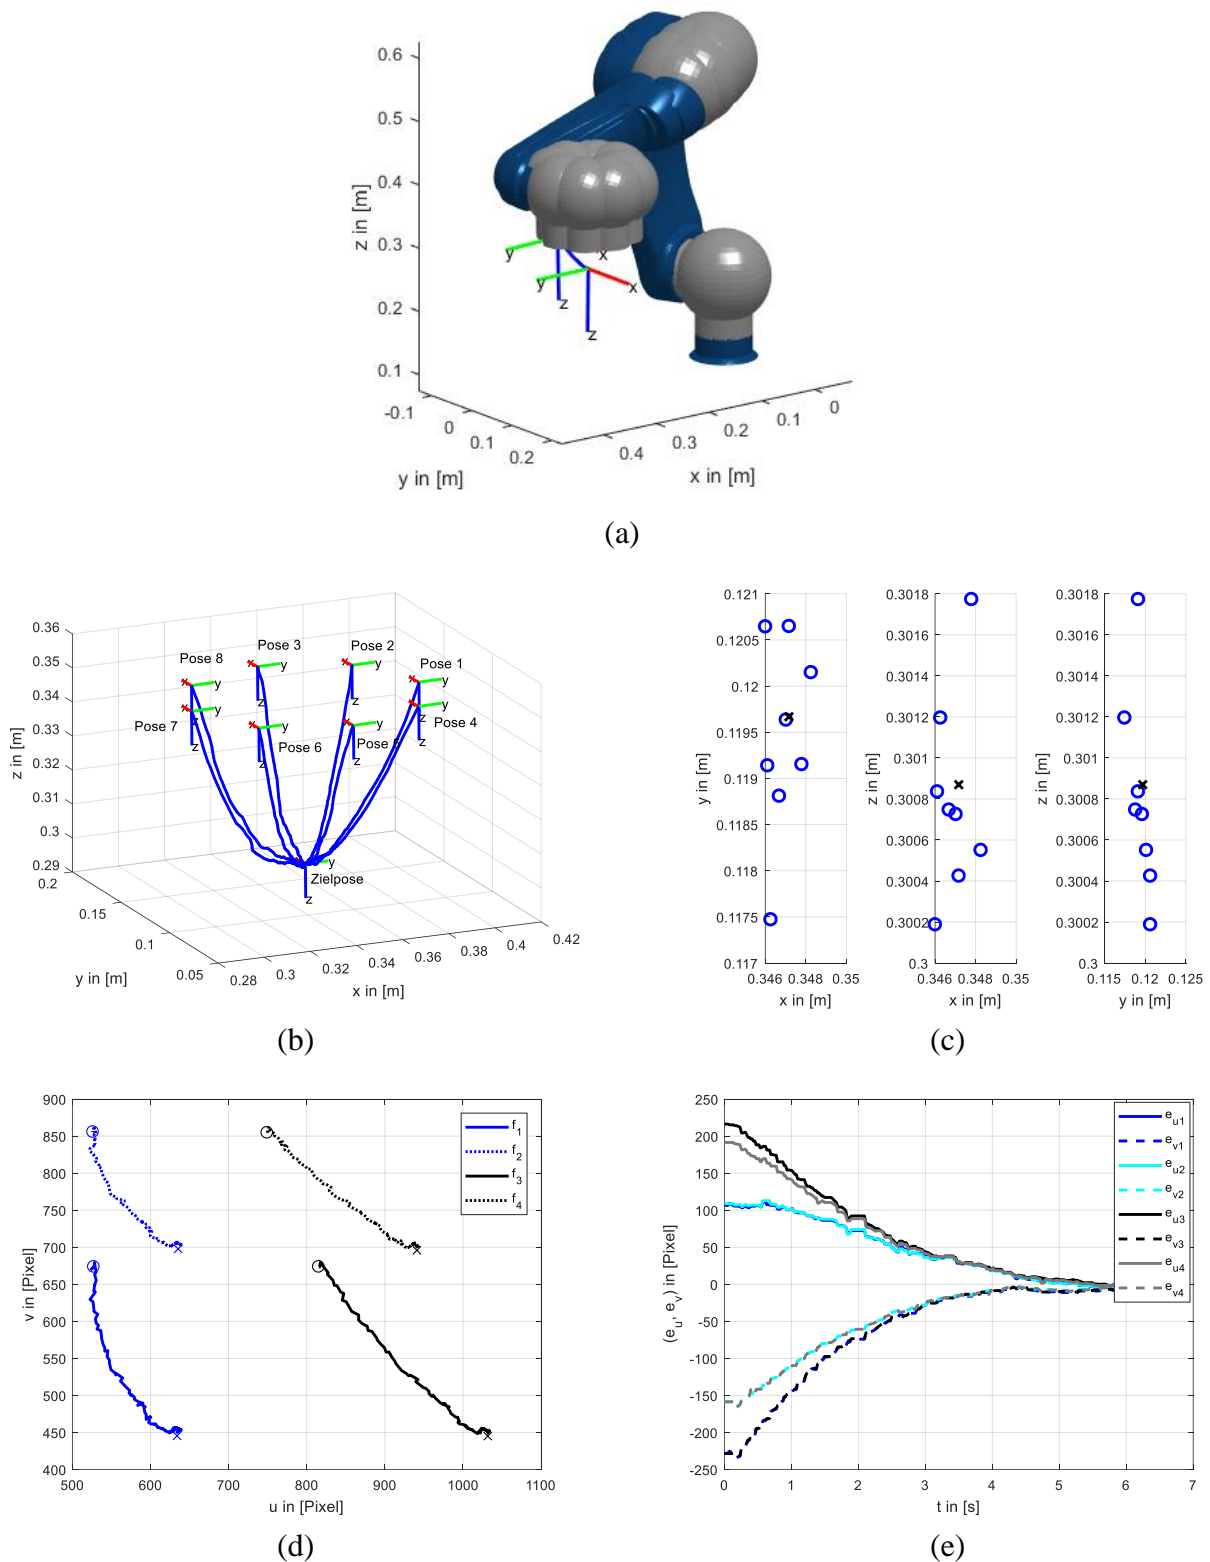 0.6
0.5
0.4
0.3
0.2
0.1
z in [m]
y
x
y
x
z
z
-0.1
0
0.1
0.2
0.4
0.3
0.2
0.1
0
y in [m]
x in [m]
(a)
0.36
0.35
0.34
0.33
0.32
0.31
0.3
0.29
z in [m]
Pose 8
Pose 3
Pose 2
Pose 1
Pose 7
Pose 6
Pose 5
Pose 4
x
y
z
x
y
z
x
y
z
x
y
z
x
y
z
x
y
z
x
y
z
x
y
z
y
Zielpose
z
0.2
0.15
0.1
0.05
y in [m]
0.28
0.3
0.32
0.34
0.36
0.38
0.4
0.42
x in [m]
(b)
0.121
0.1205
0.12
0.1195
0.119
0.1185
0.118
0.1175
0.117
y in [m]
0.346 0.348 0.35
x in [m]
0.3018
0.3016
0.3014
0.3012
0.301
0.3008
0.3006
0.3004
0.3002
0.3
z in [m]
0.346 0.348 0.35
x in [m]
0.3018
0.3016
0.3014
0.3012
0.301
0.3008
0.3006
0.3004
0.3002
0.3
z in [m]
0.115 0.12 0.125
y in [m]
(c)
900
850
800
750
700
650
600
550
500
450
400
v in [Pixel]
500 600 700 800 900 1000 1100
u in [Pixel]
f1
f2
f3
f4
(d)
250
200
150
100
50
0
-50
-100
-150
-200
-250
(eu, ev) in [Pixel]
0 1 2 3 4 5 6 7
t in [s]
eu1
ev1
eu2
ev2
eu3
ev3
eu4
ev4
(e)